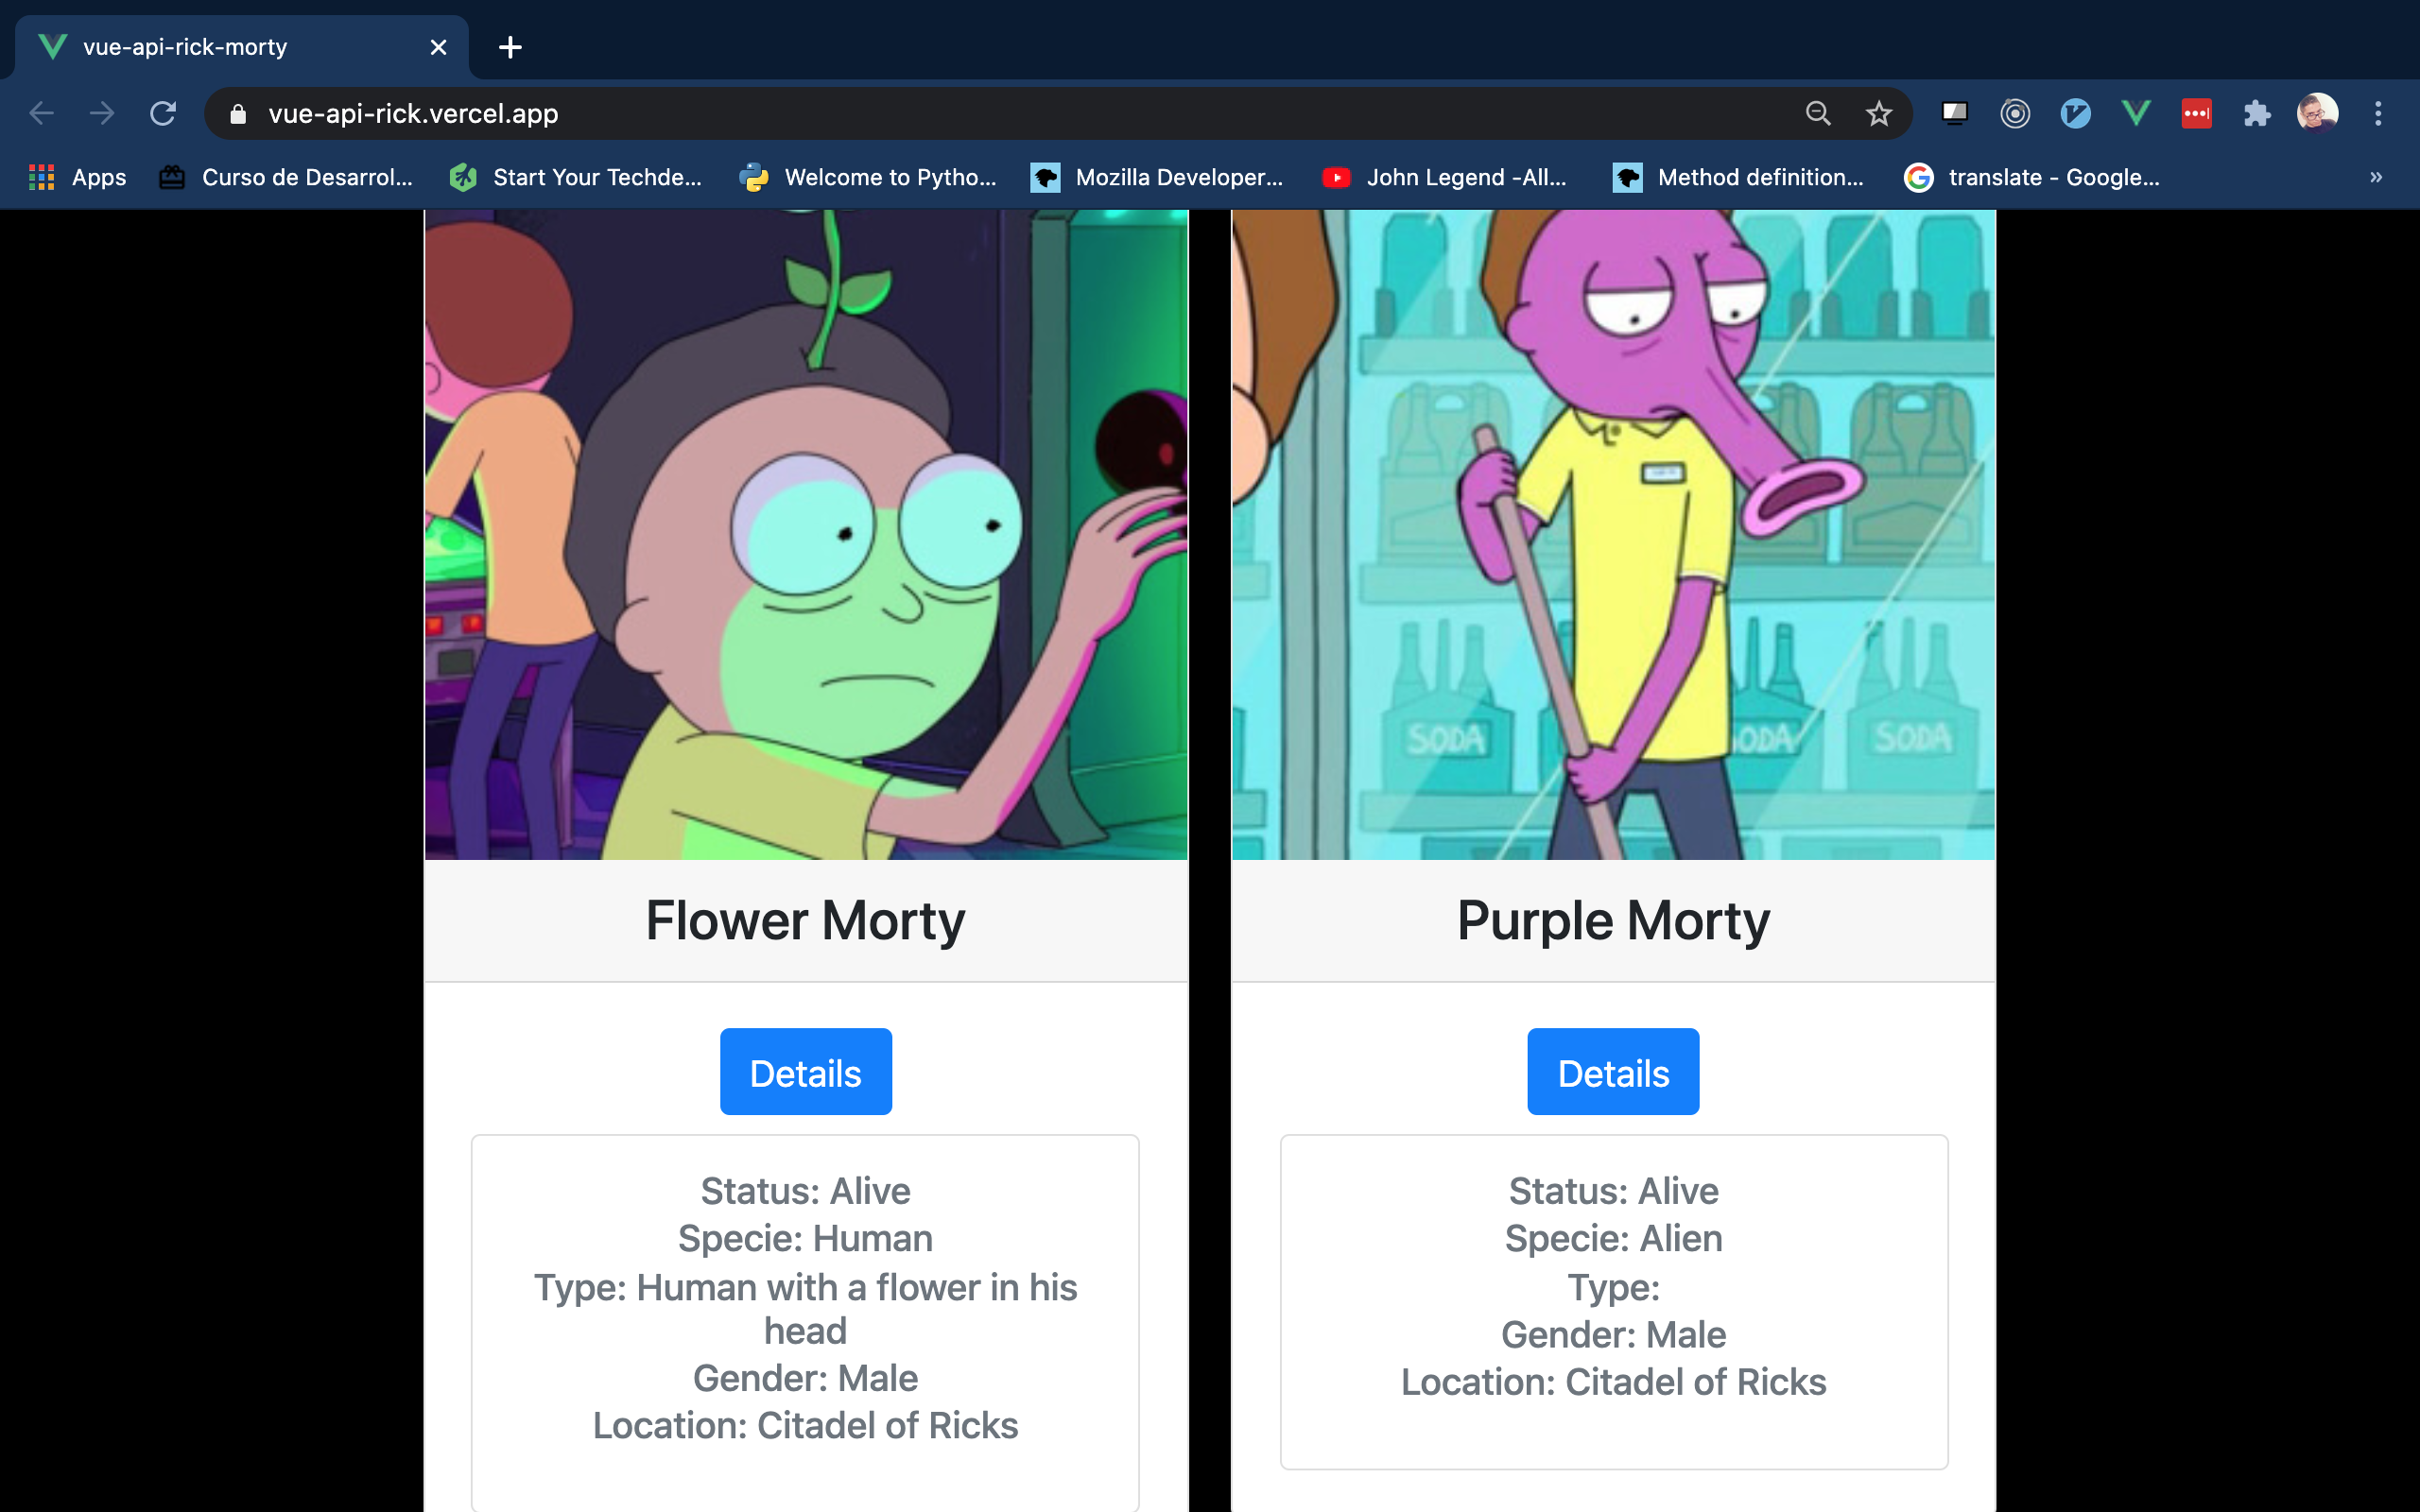 vue-api-rick-morty
vue-api-rick.vercel.app
Apps
Curso de Desarrol...
Start Your Techde...
Welcome to Pytho...
Mozilla Developer...
John Legend -All...
Method definition...
translate - Google...
»
SODA
SODA
SODA
Flower Morty
Purple Morty
Details
Details
Status: Alive
Specie: Human
Type: Human with a flower in his
head
Gender: Male
Location: Citadel of Ricks
Status: Alive
Specie: Alien
Type:
Gender: Male
Location: Citadel of Ricks